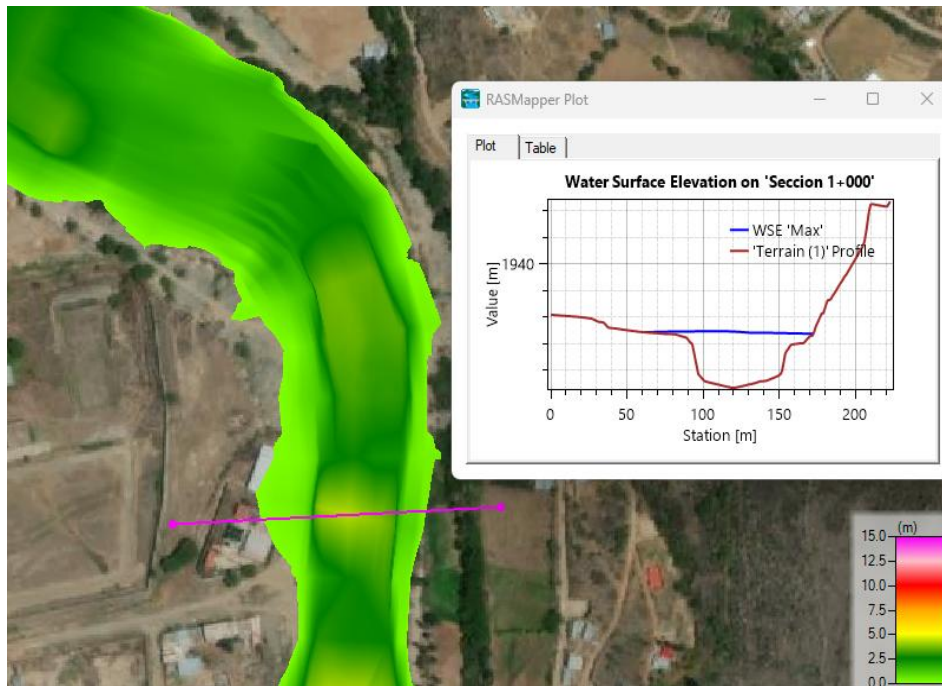 RASMapper Plot
Plot Table
Water Surface Elevation on 'Seccion 1+000'
WSE 'Max'
'Terrain (1)' Profile
1940
Value [m]
0 50 100 150 200
Station [m]
(m)
15.0
12.5
10.0
7.5
5.0
2.5
0.0